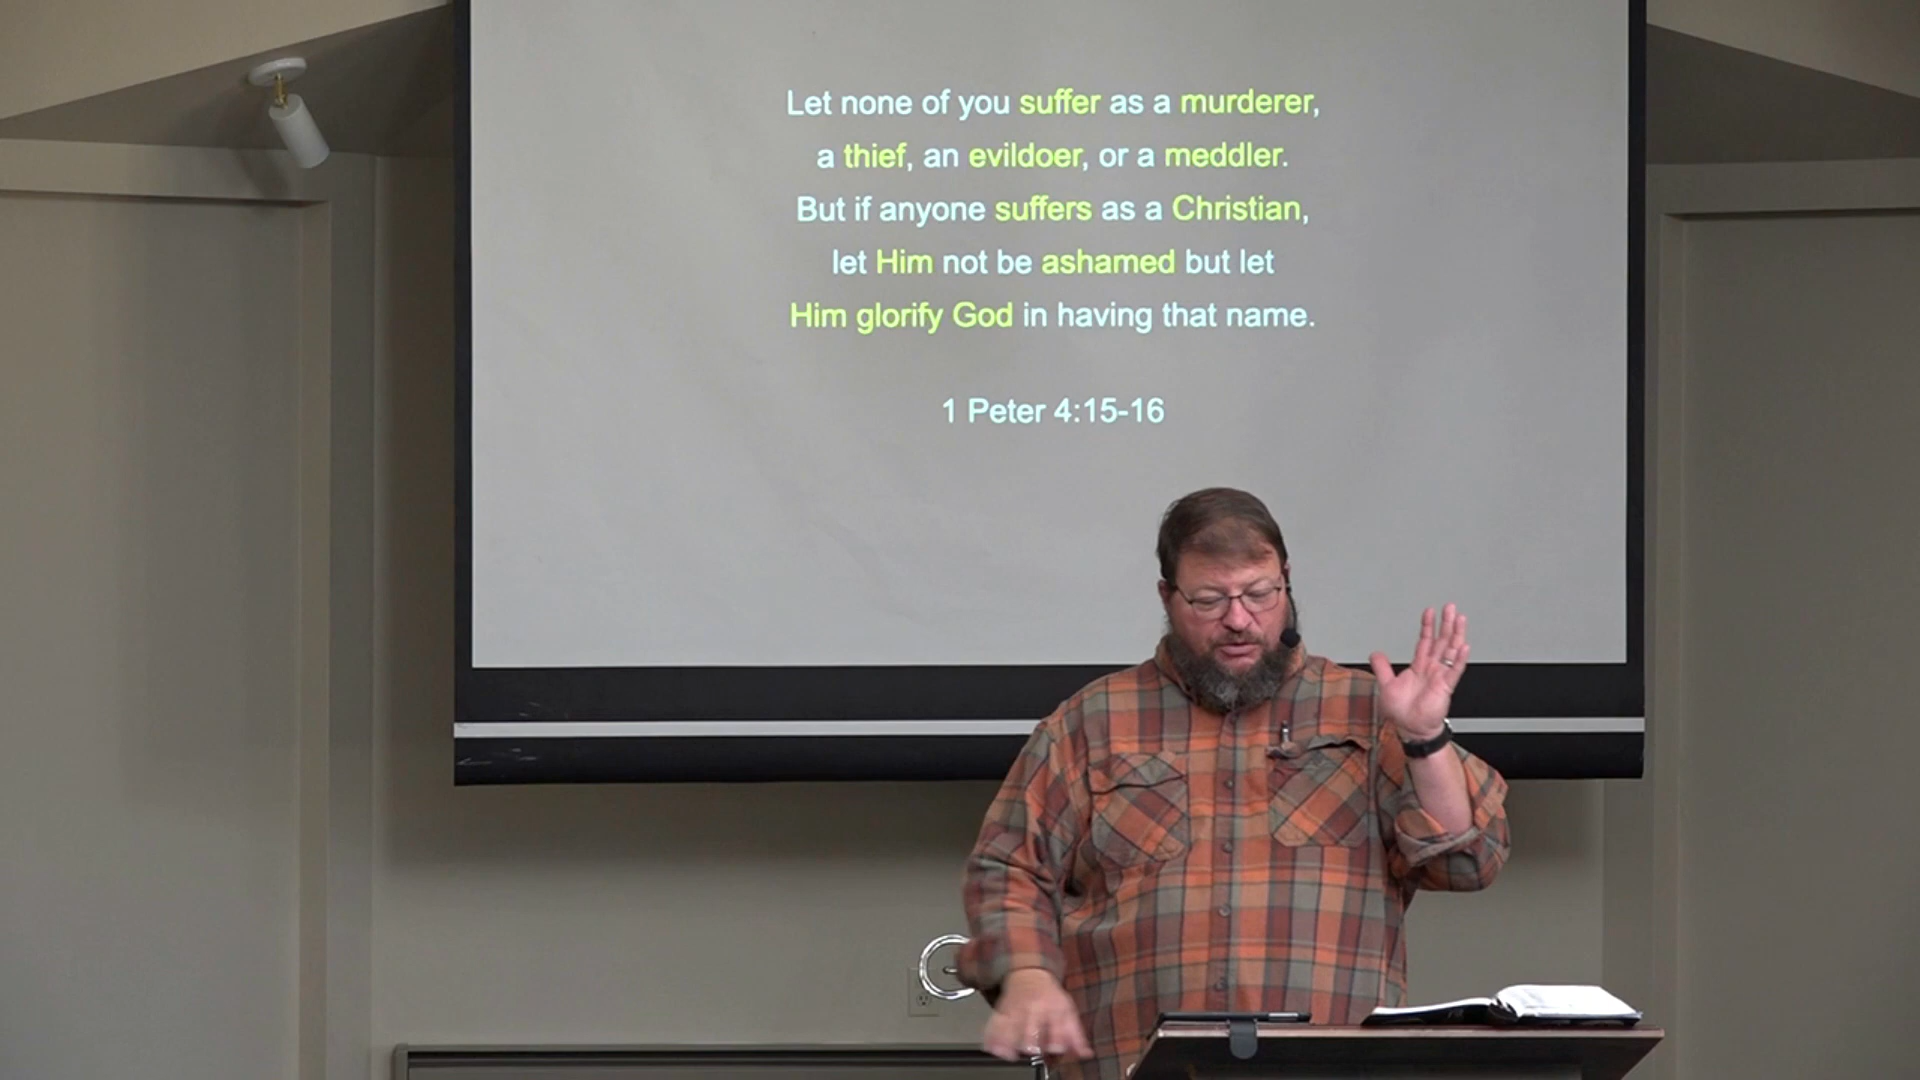 Let none of you suffer as a murderer,
a thief, an evildoer, or a meddler.
But if anyone suffers as a Christian,
let Him not be ashamed but let
Him glorify God in having that name.
1 Peter 4:15-16